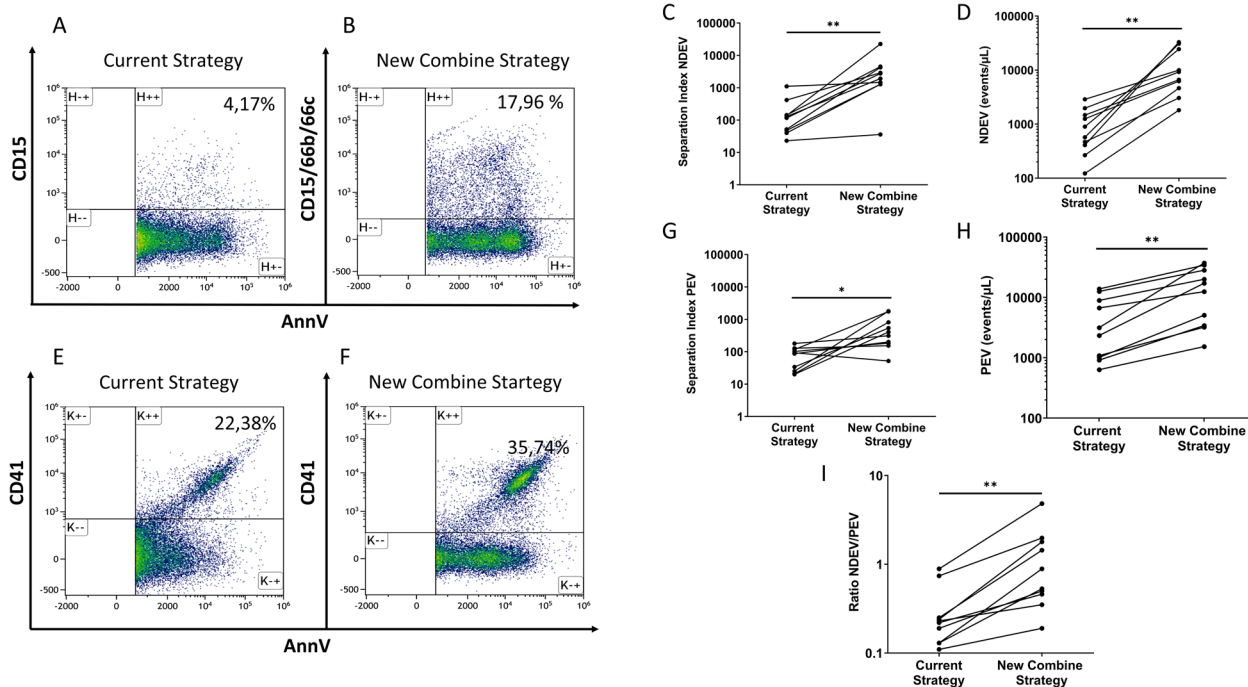 A
Current Strategy
CD15
H-+
H++
4,17%
H--
H+-
10⁶
10⁵
10⁴
10³
0
-500
-2000
0
2000
10⁴
10⁵
10⁶
B
New Combine Strategy
CD15/66b/66c
H-+
H++
17,96 %
H--
H+-
10⁶
10⁵
10⁴
10³
0
-500
-2000
0
2000
10⁴
10⁵
10⁶
AnnV
C
Separation Index NDEV
100000
10000
1000
100
10
1
**
Current
Strategy
New Combine
Strategy
D
NDEV (events/µL)
100000
10000
1000
100
**
Current
Strategy
New Combine
Strategy
E
Current Strategy
CD41
K+-
K++
22,38%
K--
K-+
10⁶
10⁵
10⁴
10³
0
-500
-2000
0
2000
10⁴
10⁵
10⁶
F
New Combine Startegy
CD41
K+-
K++
35,74%
K--
K-+
10⁶
10⁵
10⁴
10³
0
-500
-2000
0
2000
10⁴
10⁵
10⁶
AnnV
G
Separation Index PEV
100000
10000
1000
100
10
1
*
Current
Strategy
New Combine
Strategy
H
PEV (events/µL)
100000
10000
1000
100
**
Current
Strategy
New Combine
Strategy
I
Ratio NDEV/PEV
10
1
0.1
**
Current
Strategy
New Combine
Strategy